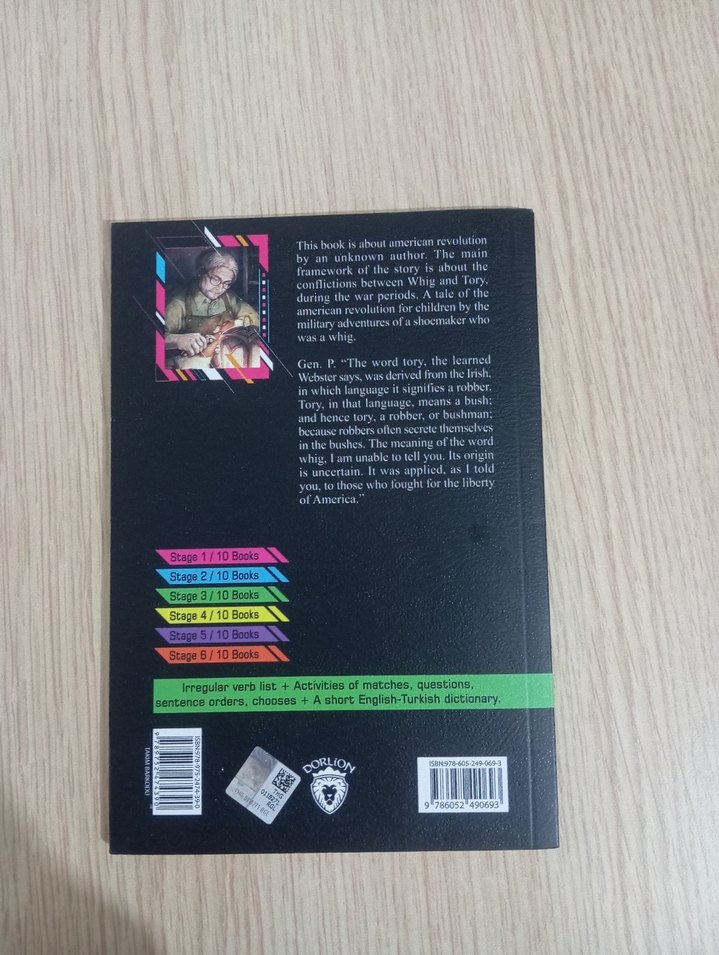 This book is about american revolution
by an unknown author. The main
framework of the story is about the
conflictions between Whig and Tory,
during the war periods. A tale of the
american revolution for children by the
military adventures of a shoemaker who
was a whig.
Gen. P. “The word tory, the learned
Webster says, was derived from the Irish,
in which language it signifies a robber.
Tory, in that language, means a bush;
and hence tory, a robber, or bushman;
because robbers often secrete themselves
in the bushes. The meaning of the word
whig, I am unable to tell you. Its origin
is uncertain. It was applied, as I told
you, to those who fought for the liberty
of America.”
Stage 1 / 10 Books
Stage 2 / 10 Books
Stage 3 / 10 Books
Stage 4 / 10 Books
Stage 5 / 10 Books
Stage 6 / 10 Books
Irregular verb list + Activities of matches, questions,
sentence orders, chooses + A short English-Turkish dictionary.
TAKIM BARKODU
DORLION
ISBN:978-605-249-069-3
9 786052 490693